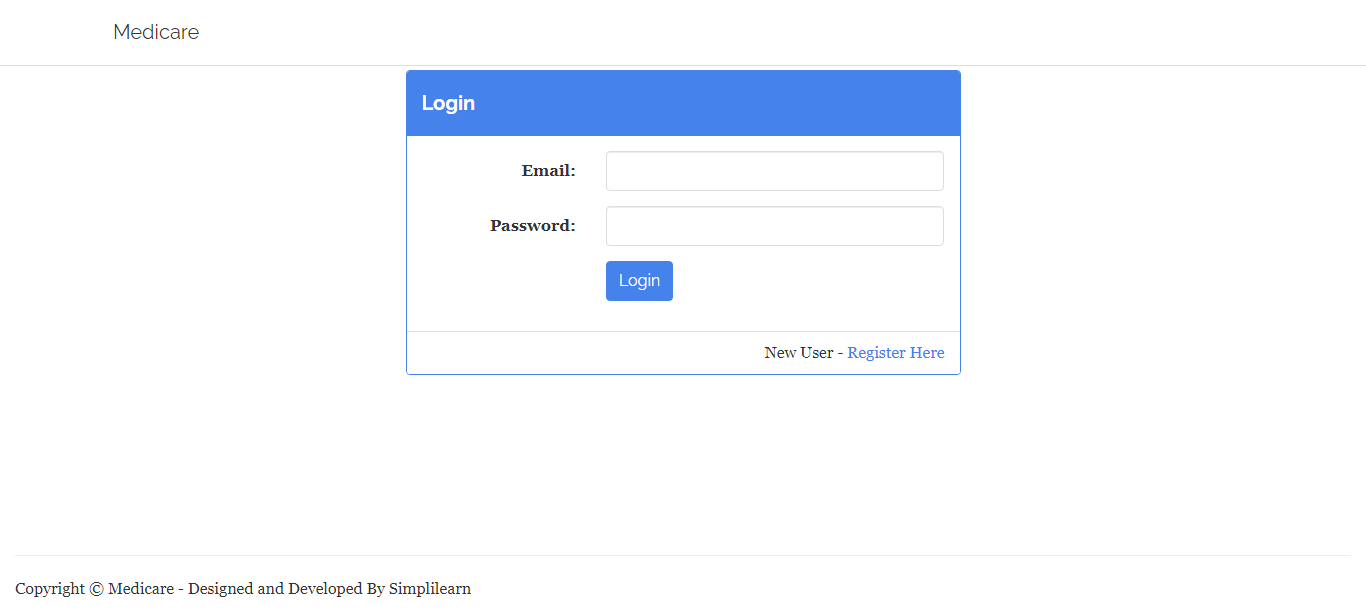 Medicare
Login
Email:
Password:
Login
New User - Register Here
Copyright © Medicare - Designed and Developed By Simplilearn